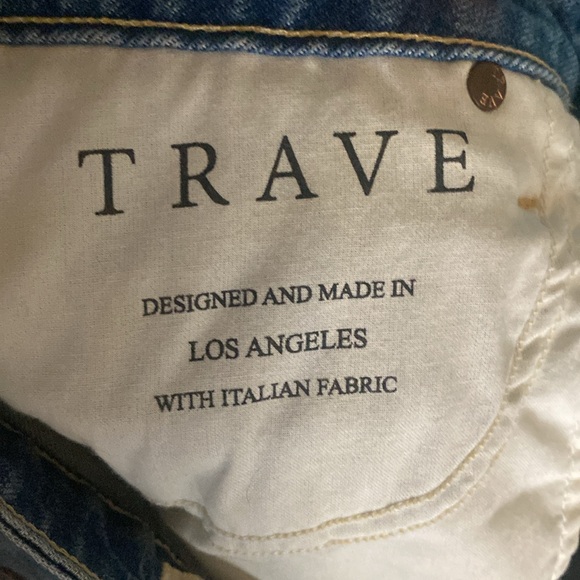 TRAVE
DESIGNED AND MADE IN
LOS ANGELES
WITH ITALIAN FABRIC